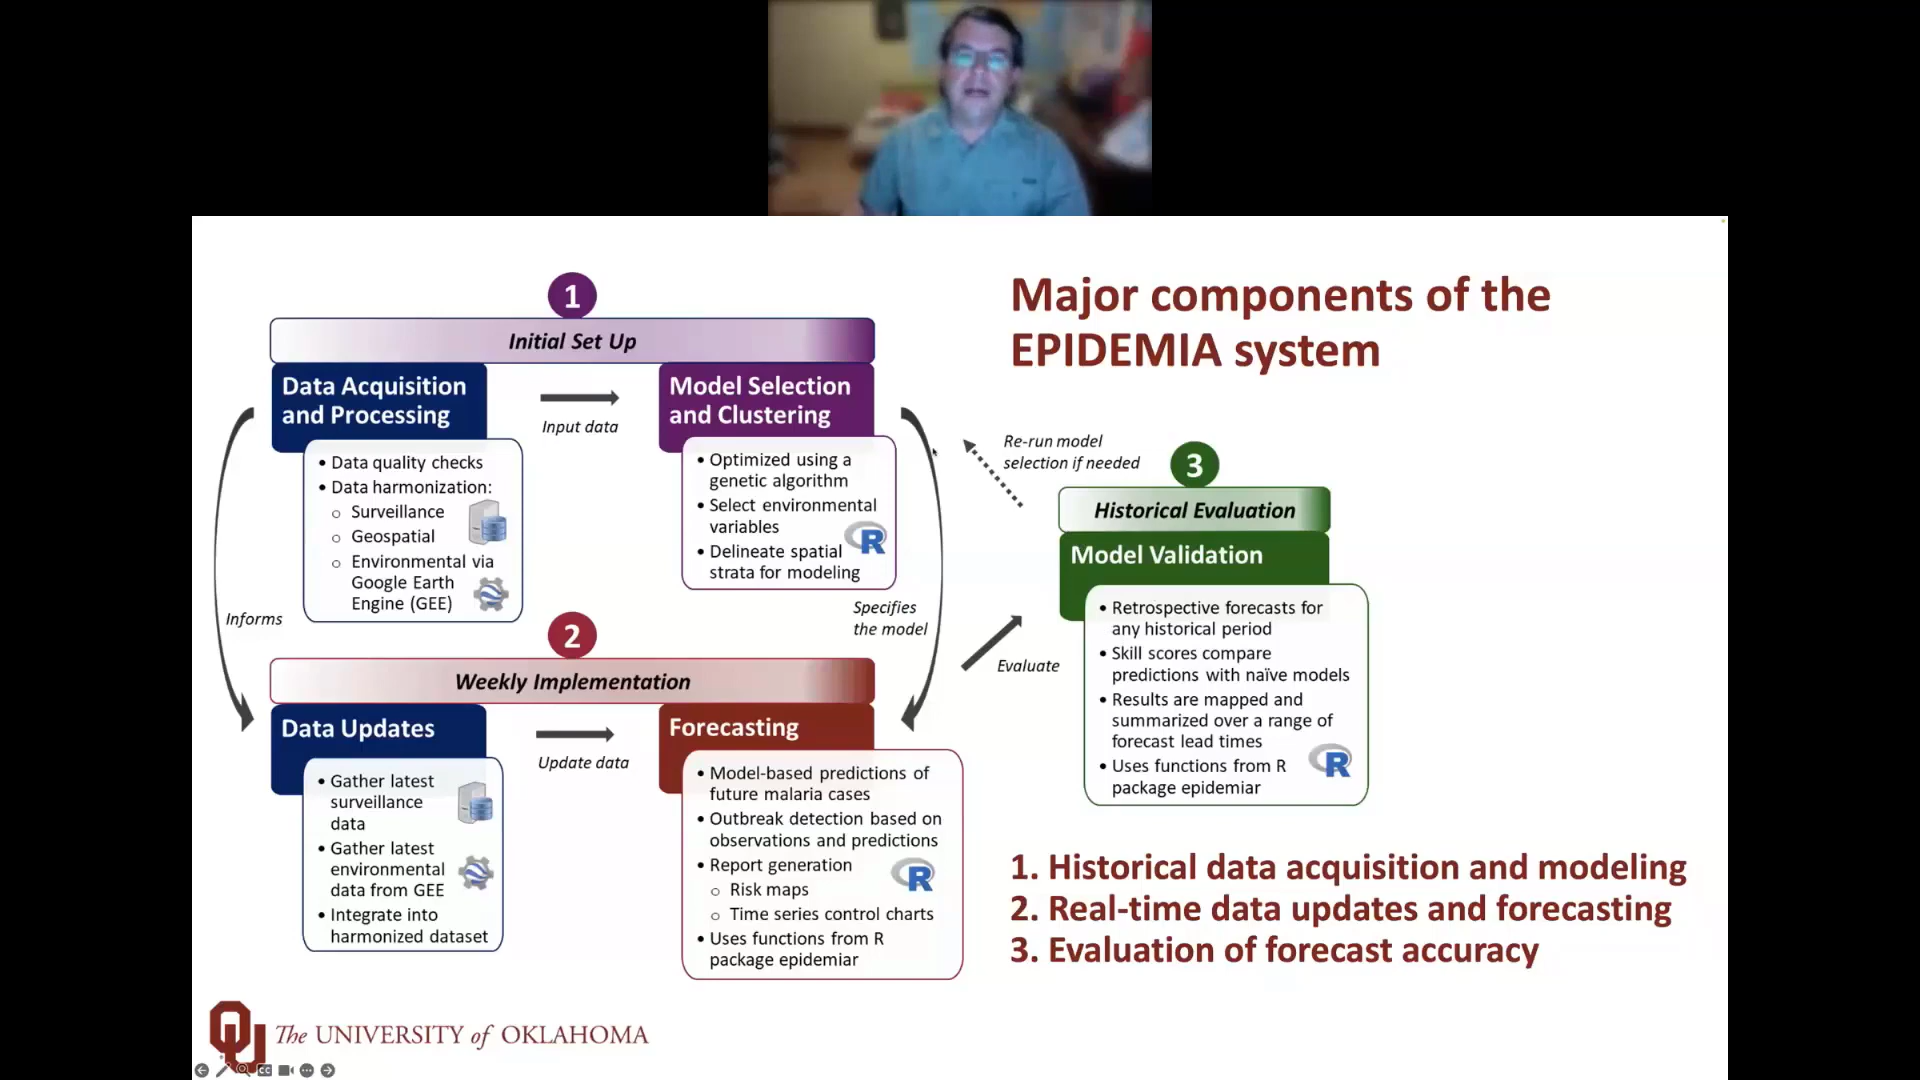 Major components of the
EPIDEMIA system
1
Initial Set Up
Data Acquisition
and Processing
Input data
• Data quality checks
• Data harmonization:
o Surveillance
o Geospatial
o Environmental via
Google Earth
Engine (GEE)
Model Selection
and Clustering
• Optimized using a
genetic algorithm
• Select environmental
variables
• Delineate spatial
strata for modeling
R
Informs
Specifies
the model
2
Weekly Implementation
Data Updates
Update data
• Gather latest
surveillance
data
• Gather latest
environmental
data from GEE
• Integrate into
harmonized dataset
Forecasting
• Model-based predictions of
future malaria cases
• Outbreak detection based on
observations and predictions
• Report generation
o Risk maps
o Time series control charts
• Uses functions from R
package epidemiar
R
Re-run model
selection if needed
Evaluate
3
Historical Evaluation
Model Validation
• Retrospective forecasts for
any historical period
• Skill scores compare
predictions with naïve models
• Results are mapped and
summarized over a range of
forecast lead times
• Uses functions from R
package epidemiar
R
1. Historical data acquisition and modeling
2. Real-time data updates and forecasting
3. Evaluation of forecast accuracy
OU
The UNIVERSITY of OKLAHOMA
CC